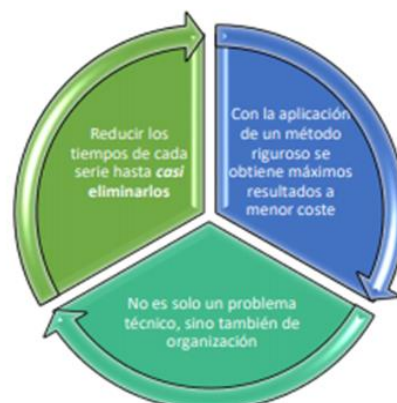 Reducir los
tiempos de cada
serie hasta casi
eliminarlos
Con la aplicación
de un método
riguroso se
obtiene máximos
resultados a
menor coste
No es solo un problema
técnico, sino también de
organización